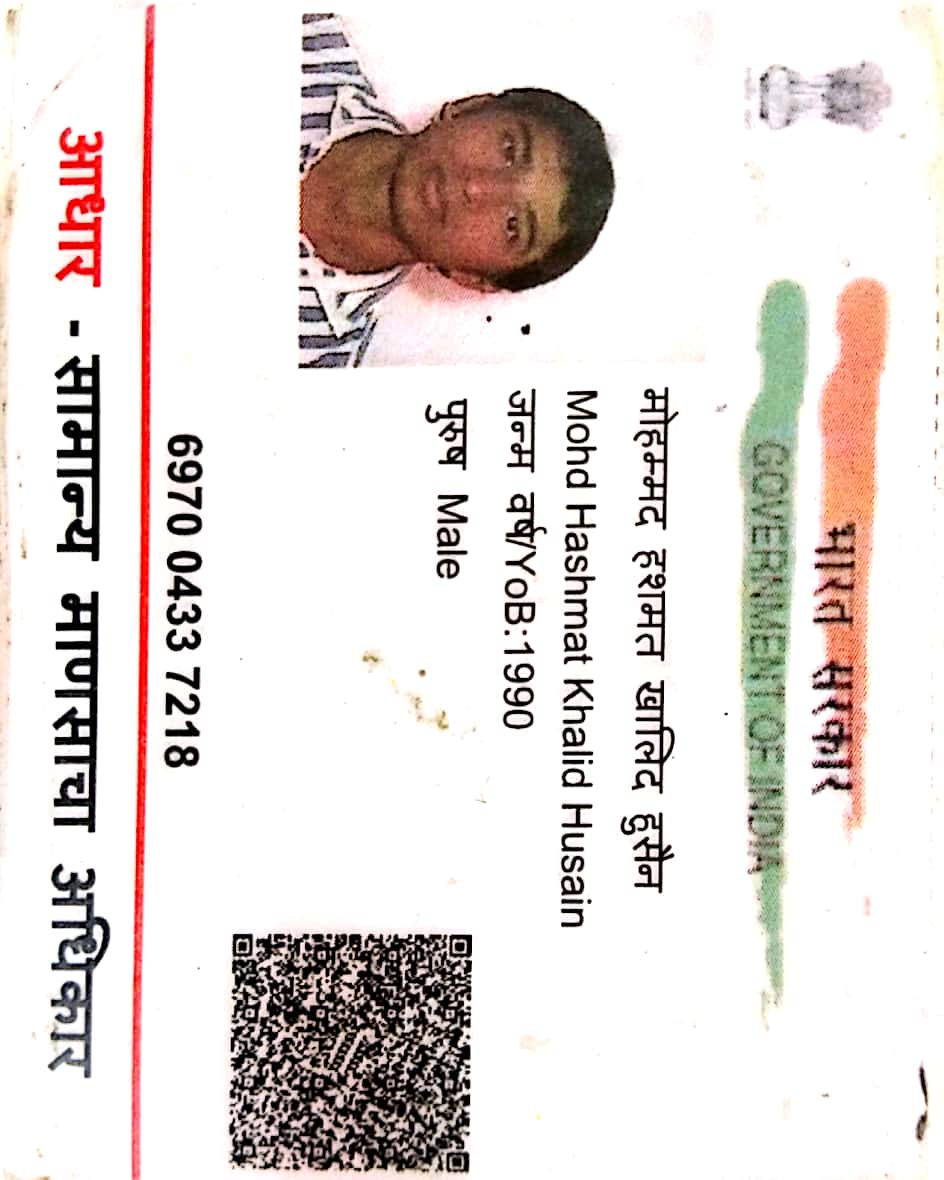 भारत सरकार
GOVERNMENT OF INDIA
मोहम्मद हशमत खालिद हुसैन
Mohd Hashmat Khalid Husain
जन्म वर्ष/YoB:1990
पुरुष Male
6970 0433 7218
आधार - सामान्य माणसाचा अधिकार